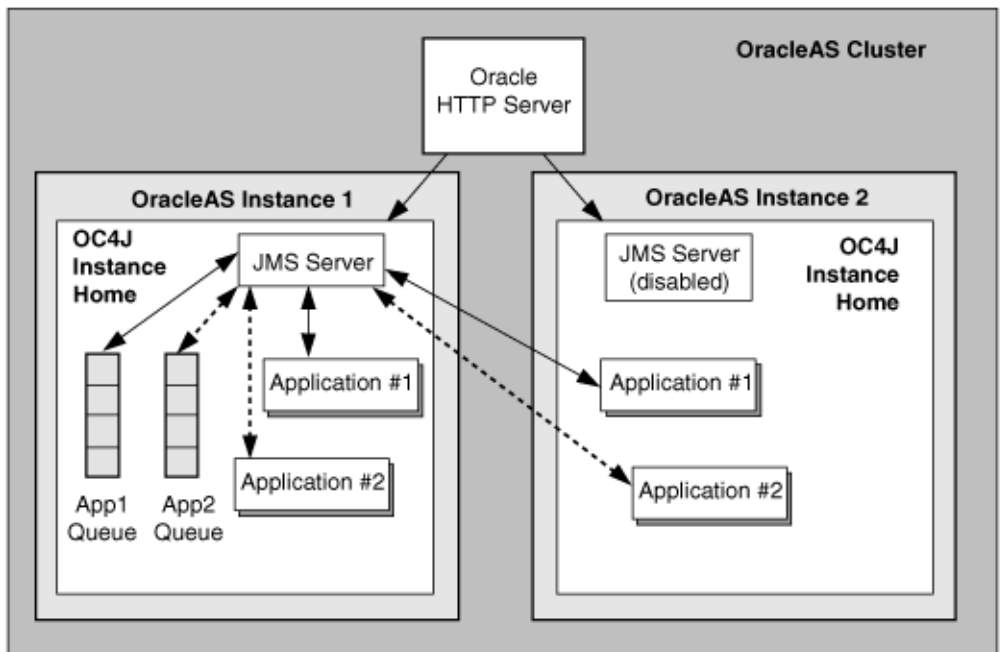 OracleAS Cluster
Oracle
HTTP Server
OracleAS Instance 1
OC4J
Instance
Home
JMS Server
Application #1
Application #2
App1
Queue
App2
Queue
OracleAS Instance 2
JMS Server
(disabled)
OC4J
Instance
Home
Application #1
Application #2